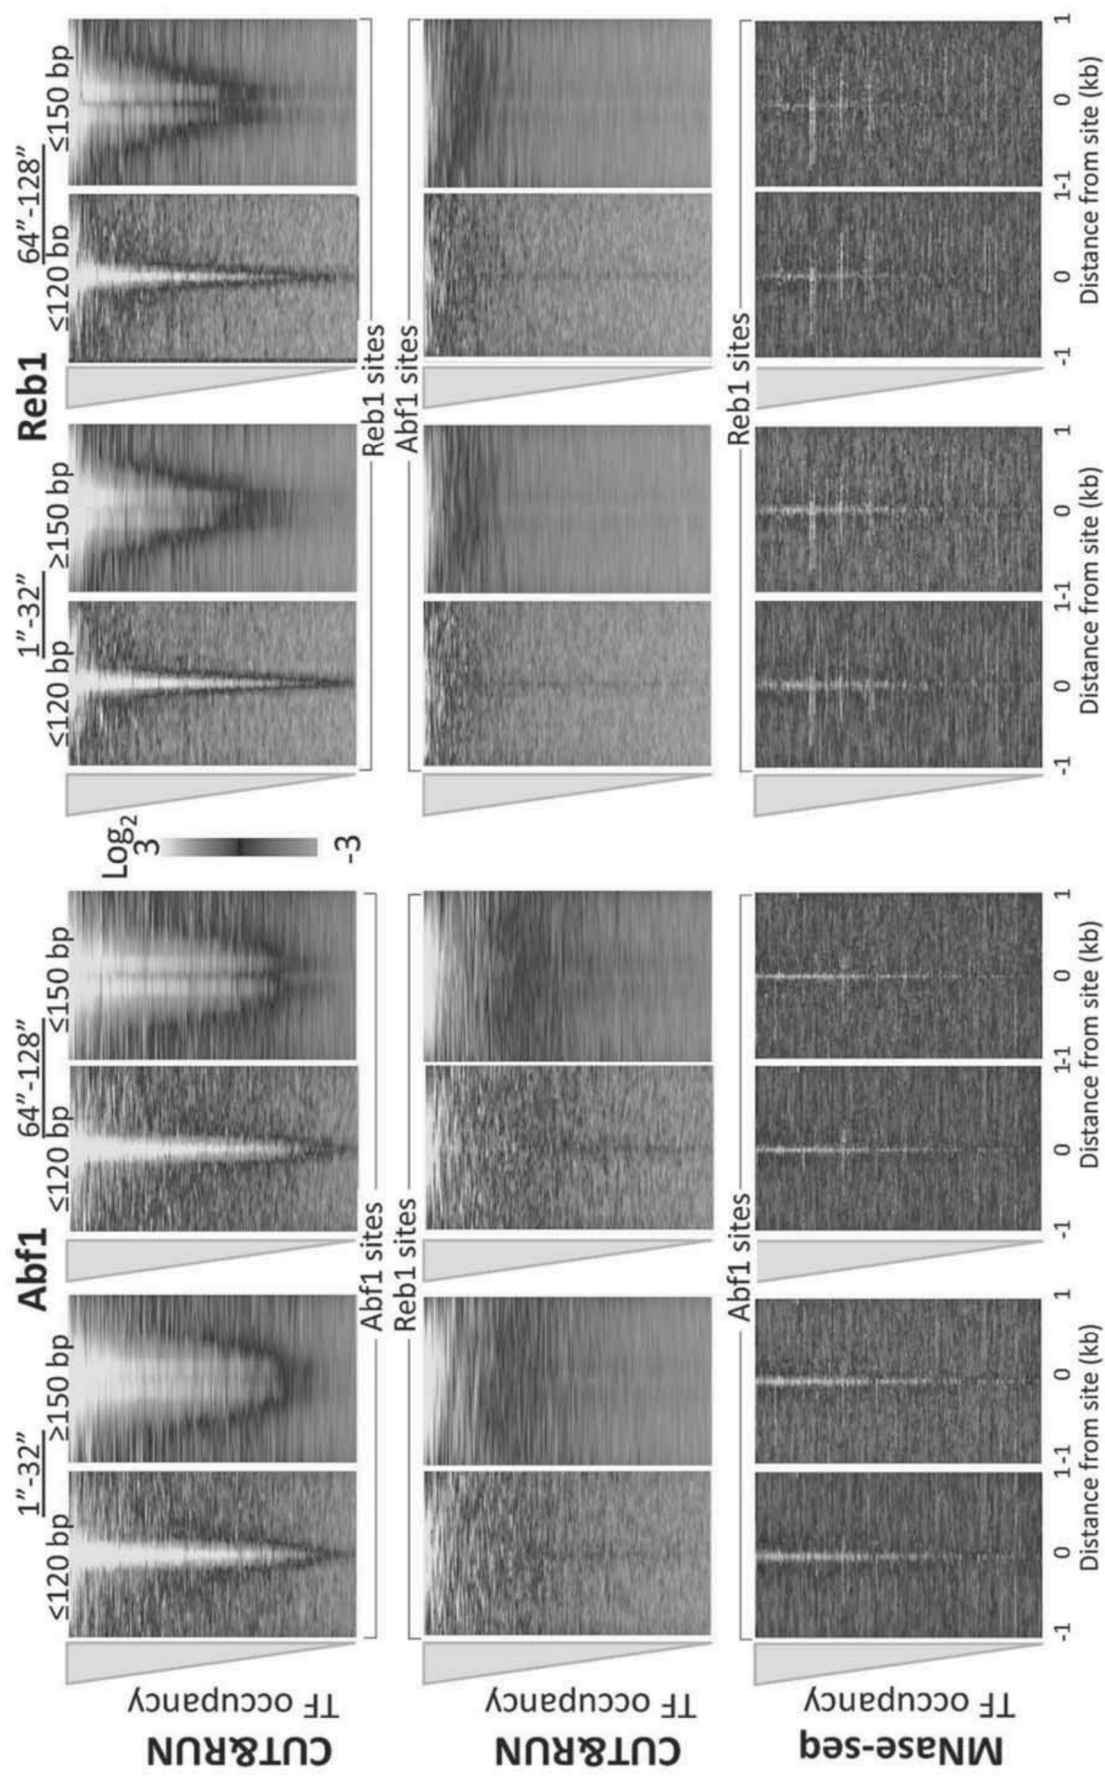 Abf1
Reb1
1”-32”
64”-128”
1”-32”
64”-128”
≤120 bp
≥150 bp
≤120 bp
≤150 bp
≤120 bp
≥150 bp
≤120 bp
≤150 bp
CUT&RUN
TF occupancy
Log2
3
-3
Abf1 sites
Reb1 sites
Reb1 sites
Abf1 sites
CUT&RUN
TF occupancy
Abf1 sites
Reb1 sites
MNase-seq
TF occupancy
-1 0 1-1 0 1
-1 0 1-1 0 1
-1 0 1-1 0 1
-1 0 1-1 0 1
Distance from site (kb)
Distance from site (kb)
Distance from site (kb)
Distance from site (kb)